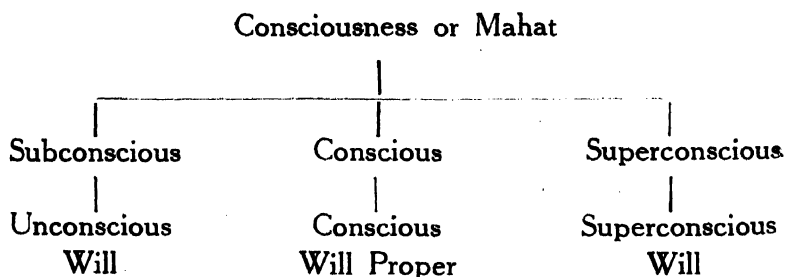 Consciousness or Mahat
Subconscious Conscious Superconscious
Unconscious Conscious Superconscious
Will Will Proper Will